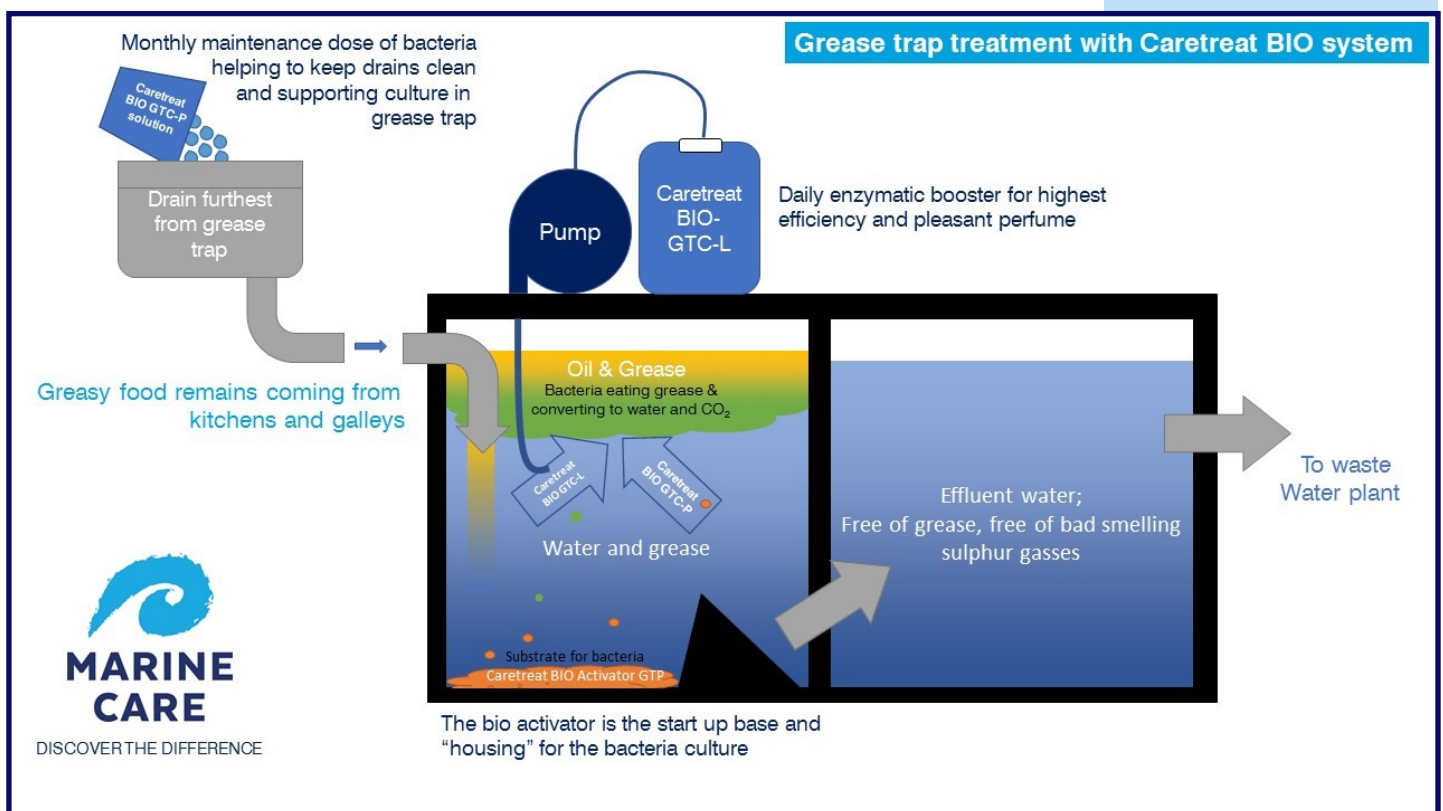 Grease trap treatment with Caretreat BIO system
Monthly maintenance dose of bacteria
helping to keep drains clean
and supporting culture in
grease trap
Caretreat
BIO GTC-P
solution
Drain furthest
from grease
trap
Pump
Caretreat
BIO-
GTC-L
Daily enzymatic booster for highest
efficiency and pleasant perfume
Greasy food remains coming from
kitchens and galleys
Oil & Grease
Bacteria eating grease &
converting to water and CO₂
Caretreat
BIO GTC-L
Caretreat
BIO GTC-P
Water and grease
Substrate for bacteria
Caretreat BIO Activator GTP
Effluent water;
Free of grease, free of bad smelling
sulphur gasses
To waste
Water plant
The bio activator is the start up base and
“housing” for the bacteria culture
MARINE
CARE
DISCOVER THE DIFFERENCE